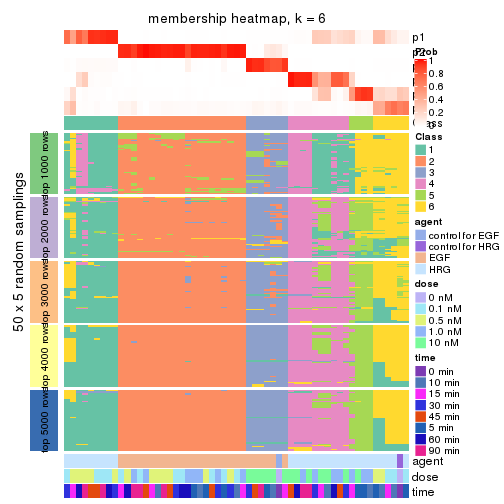 membership heatmap, k = 6
p1
p2
Prob
1
0.8
0.6
0.4
0.2
0
Class
1
2
3
4
5
6
agent
control for EGF
control for HRG
EGF
HRG
dose
0 nM
0.1 nM
0.5 nM
1.0 nM
10 nM
time
0 min
10 min
15 min
30 min
45 min
5 min
60 min
90 min
50 x 5 random samplings
top 1000 rows
top 2000 rows
top 3000 rows
top 4000 rows
top 5000 rows
agent
dose
time